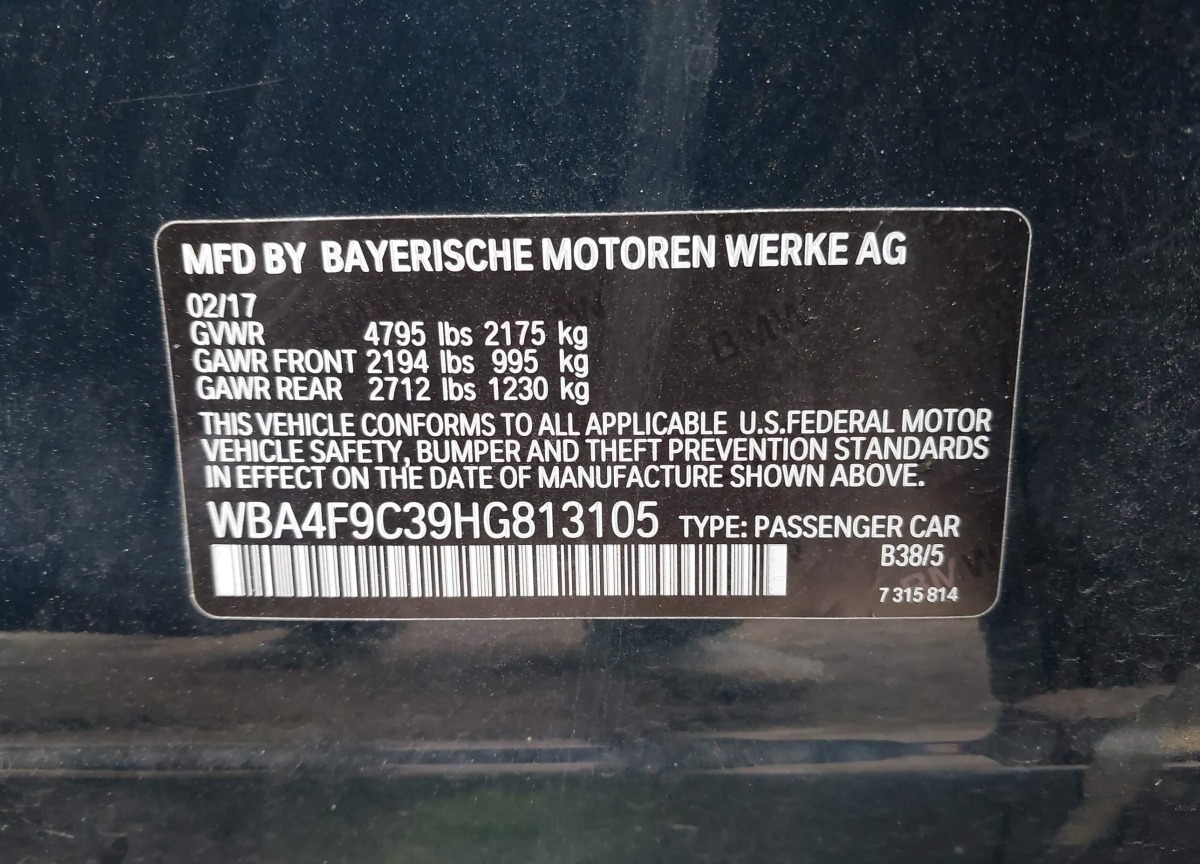 MFD BY BAYERISCHE MOTOREN WERKE AG
02/17
GVWR 4795 lbs 2175 kg
GAWR FRONT 2194 lbs 995 kg
GAWR REAR 2712 lbs 1230 kg
THIS VEHICLE CONFORMS TO ALL APPLICABLE U.S.FEDERAL MOTOR
VEHICLE SAFETY, BUMPER AND THEFT PREVENTION STANDARDS
IN EFFECT ON THE DATE OF MANUFACTURE SHOWN ABOVE.
WBA4F9C39HG813105 TYPE: PASSENGER CAR
B38/5
7 315 814
BMW
BMW